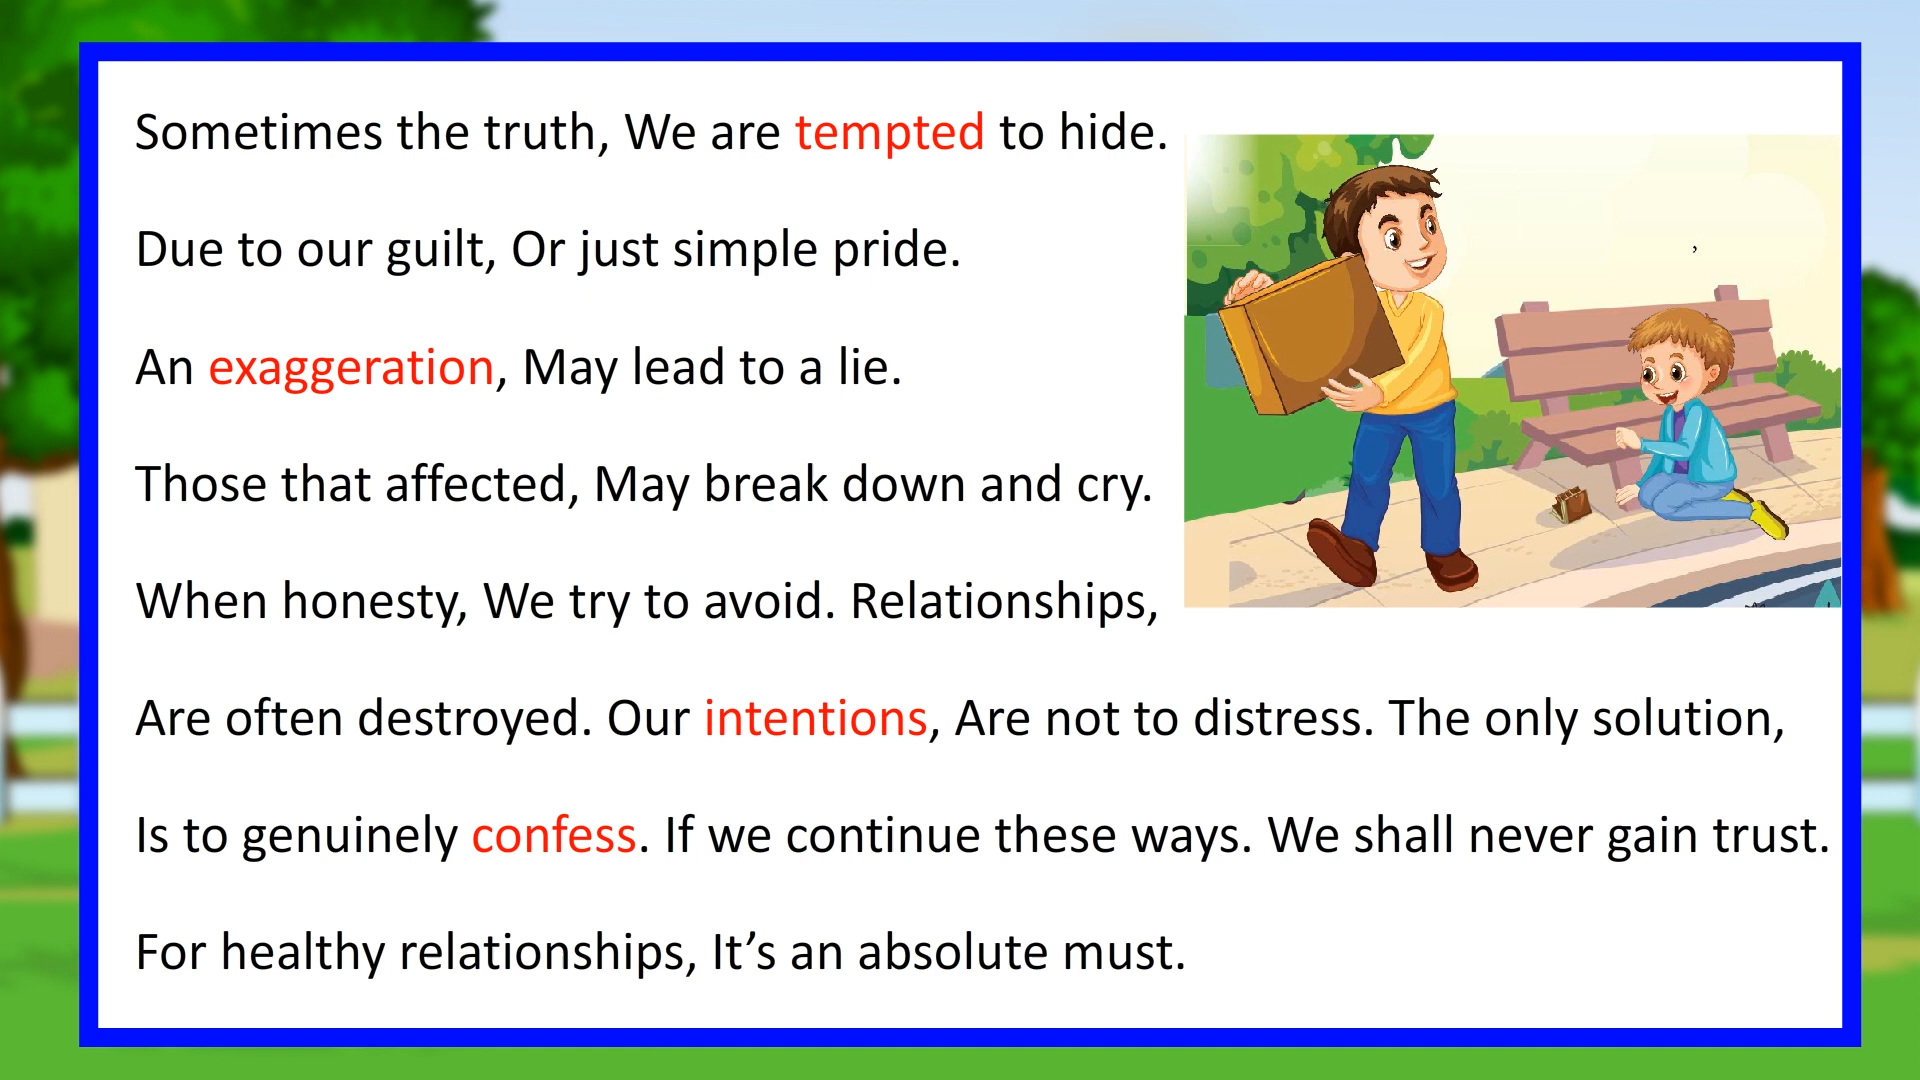 Sometimes the truth, We are tempted to hide.
Due to our guilt, Or just simple pride.
An exaggeration, May lead to a lie.
Those that affected, May break down and cry.
When honesty, We try to avoid. Relationships,
Are often destroyed. Our intentions, Are not to distress. The only solution,
Is to genuinely confess. If we continue these ways. We shall never gain trust.
For healthy relationships, It’s an absolute must.